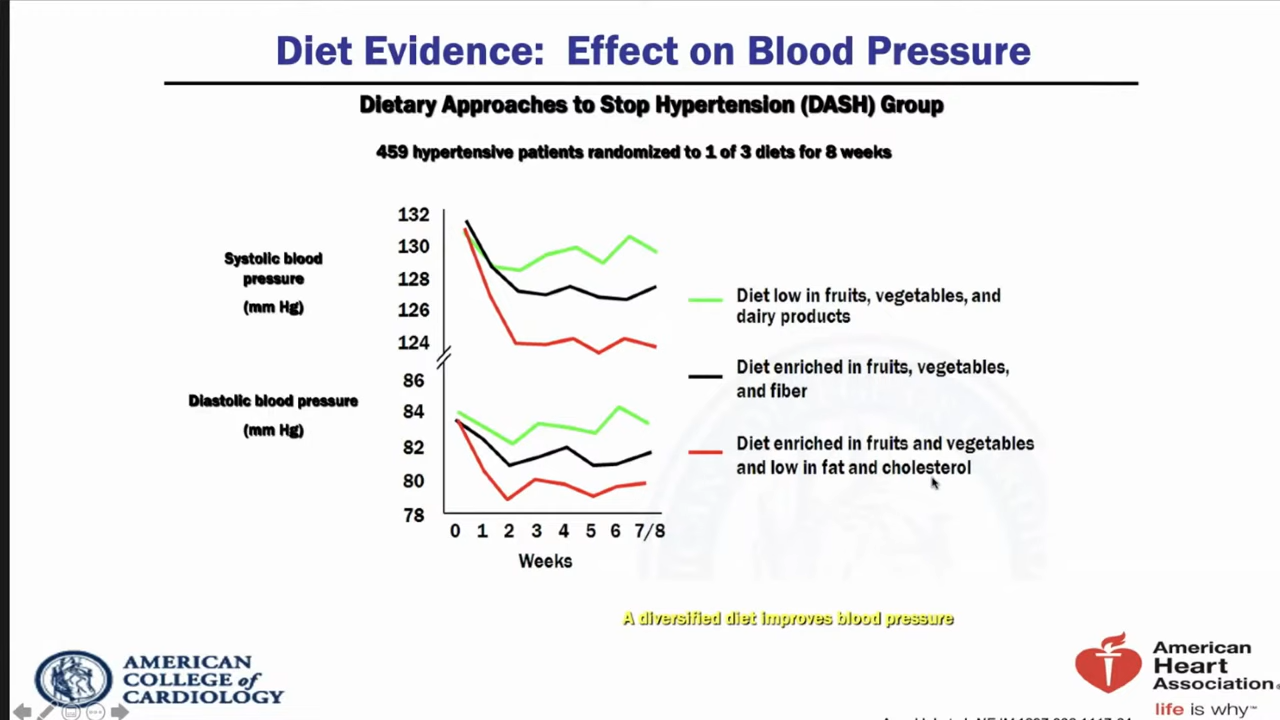 Diet Evidence: Effect on Blood Pressure
Dietary Approaches to Stop Hypertension (DASH) Group
459 hypertensive patients randomized to 1 of 3 diets for 8 weeks
Systolic blood
pressure
(mm Hg)
132
130
128
126
124
Diastolic blood pressure
(mm Hg)
86
84
82
80
78
0 1 2 3 4 5 6 7/8
Weeks
Diet low in fruits, vegetables, and
dairy products
Diet enriched in fruits, vegetables,
and fiber
Diet enriched in fruits and vegetables
and low in fat and cholesterol
A diversified diet improves blood pressure
AMERICAN
COLLEGE of
CARDIOLOGY
American
Heart
Association®
life is why™